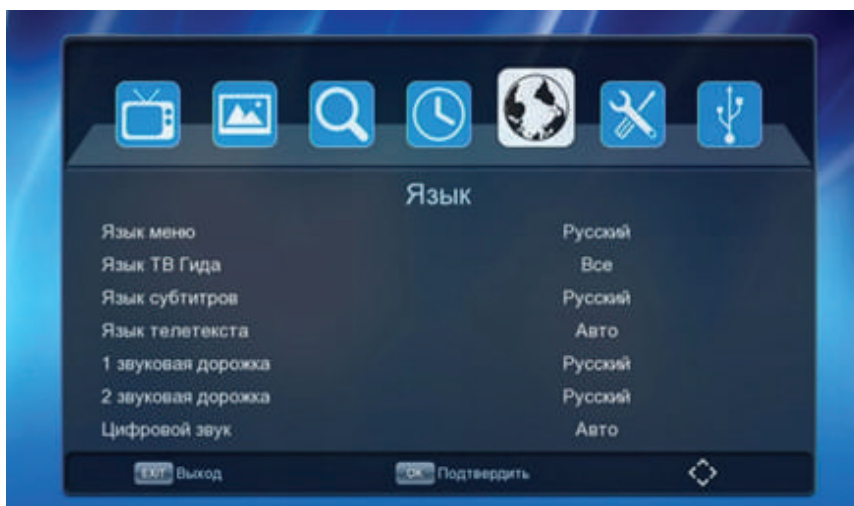 Язык
Язык меню Русский
Язык ТВ Гида Все
Язык субтитров Русский
Язык телетекста Авто
1 звуковая дорожка Русский
2 звуковая дорожка Русский
Цифровой звук Авто
EXIT Выход OK Подтвердить